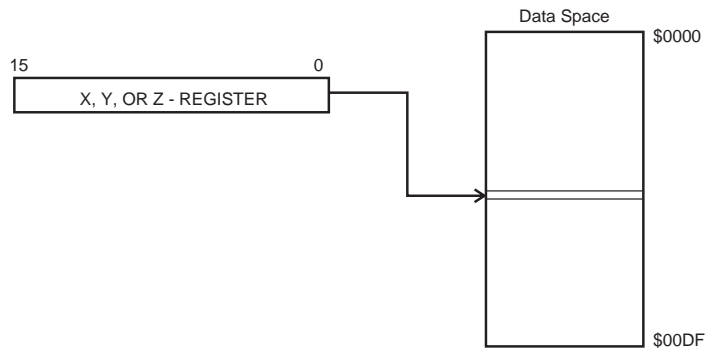 Data Space
$0000
15 0
X, Y, OR Z - REGISTER
$00DF